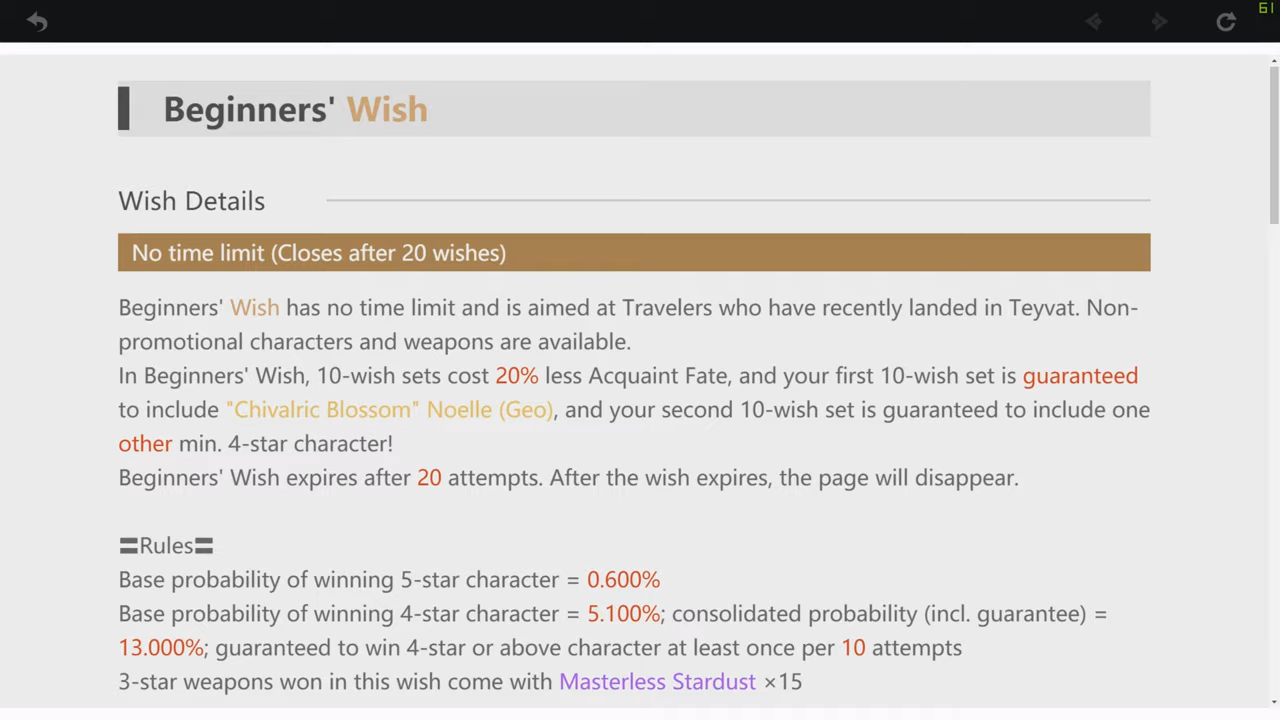 61
Beginners' Wish
Wish Details
No time limit (Closes after 20 wishes)
Beginners' Wish has no time limit and is aimed at Travelers who have recently landed in Teyvat. Non-
promotional characters and weapons are available.
In Beginners' Wish, 10-wish sets cost 20% less Acquaint Fate, and your first 10-wish set is guaranteed
to include "Chivalric Blossom" Noelle (Geo), and your second 10-wish set is guaranteed to include one
other min. 4-star character!
Beginners' Wish expires after 20 attempts. After the wish expires, the page will disappear.
〓Rules〓
Base probability of winning 5-star character = 0.600%
Base probability of winning 4-star character = 5.100%; consolidated probability (incl. guarantee) =
13.000%; guaranteed to win 4-star or above character at least once per 10 attempts
3-star weapons won in this wish come with Masterless Stardust ×15